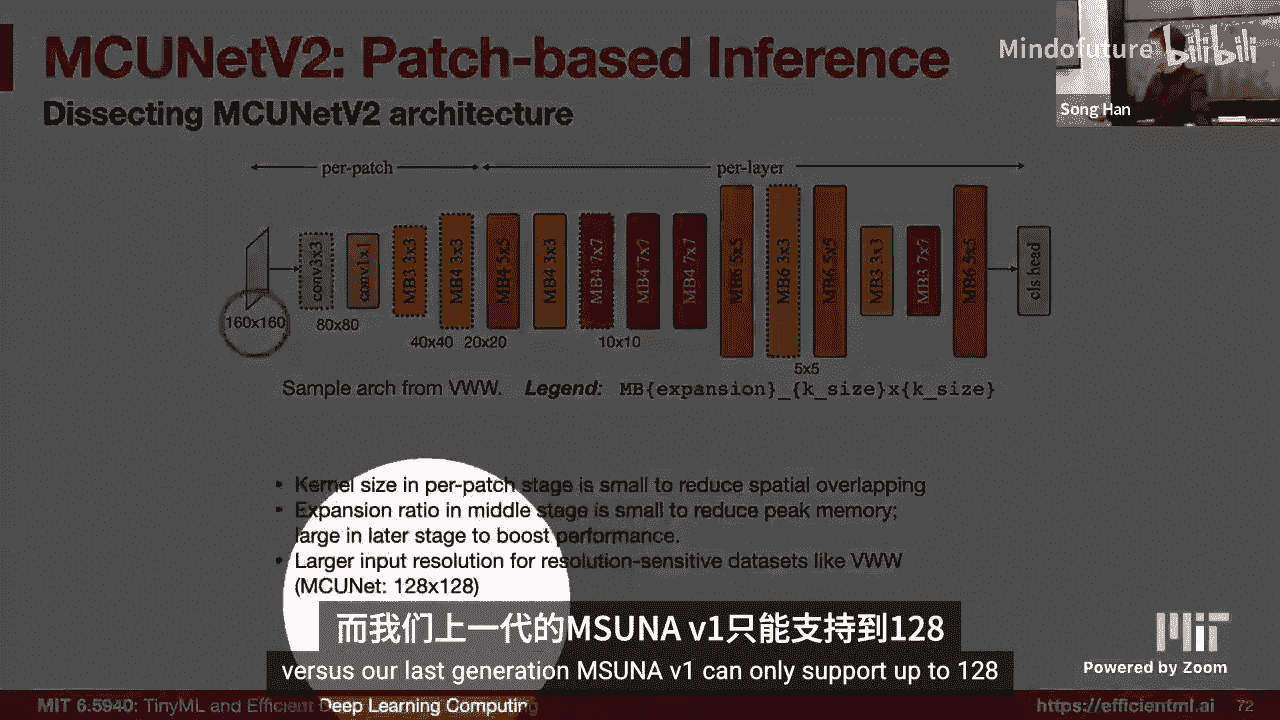 MCUNetV2: Patch-based Inference
Mindofuture bilibili
Dissecting MCUNetV2 architecture
Song Han
per-patch
per-layer
conv3x3
conv1x1
MB3 3x3
MB4 3x3
MB4 5x5
MB4 3x3
MB4 7x7
MB4 7x7
MB4 7x7
MB6 5x5
MB6 3x3
MB6 5x5
MB3 3x3
MB3 7x7
MB6 5x5
cls head
160x160
80x80
40x40
20x20
10x10
5x5
Sample arch from VWW. Legend: MB{expansion}_{k_size}x{k_size}
• Kernel size in per-patch stage is small to reduce spatial overlapping
• Expansion ratio in middle stage is small to reduce peak memory;
large in later stage to boost performance.
• Larger input resolution for resolution-sensitive datasets like VWW
(MCUNet: 128x128)
而我们上一代的MSUNA v1只能支持到128
versus our last generation MSUNA v1 can only support up to 128
MIT
Powered by Zoom
MIT 6.5940: TinyML and Efficient Deep Learning Computing
https://efficientml.ai
72